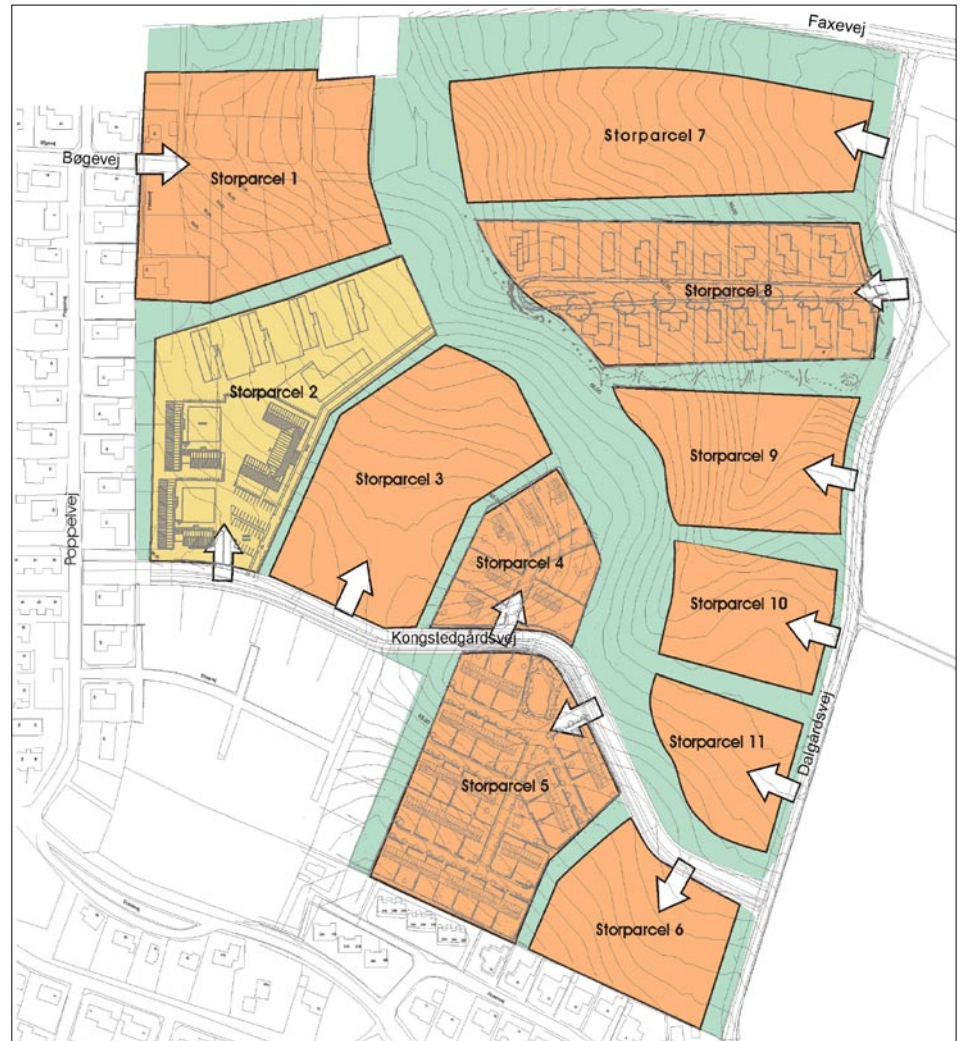 Faxevej
Storparcel 7
Bøgevej
Storparcel 1
Storparcel 8
Storparcel 2
Storparcel 9
Storparcel 3
Poppelvej
Storparcel 4
Storparcel 10
Kongstedgårdsvej
Dalgårdsvej
Storparcel 11
Storparcel 5
Storparcel 6